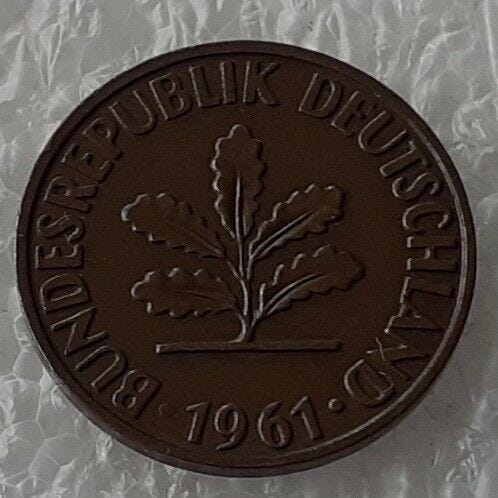 BUNDESREPUBLIK DEUTSCHLAND
· 1961 ·